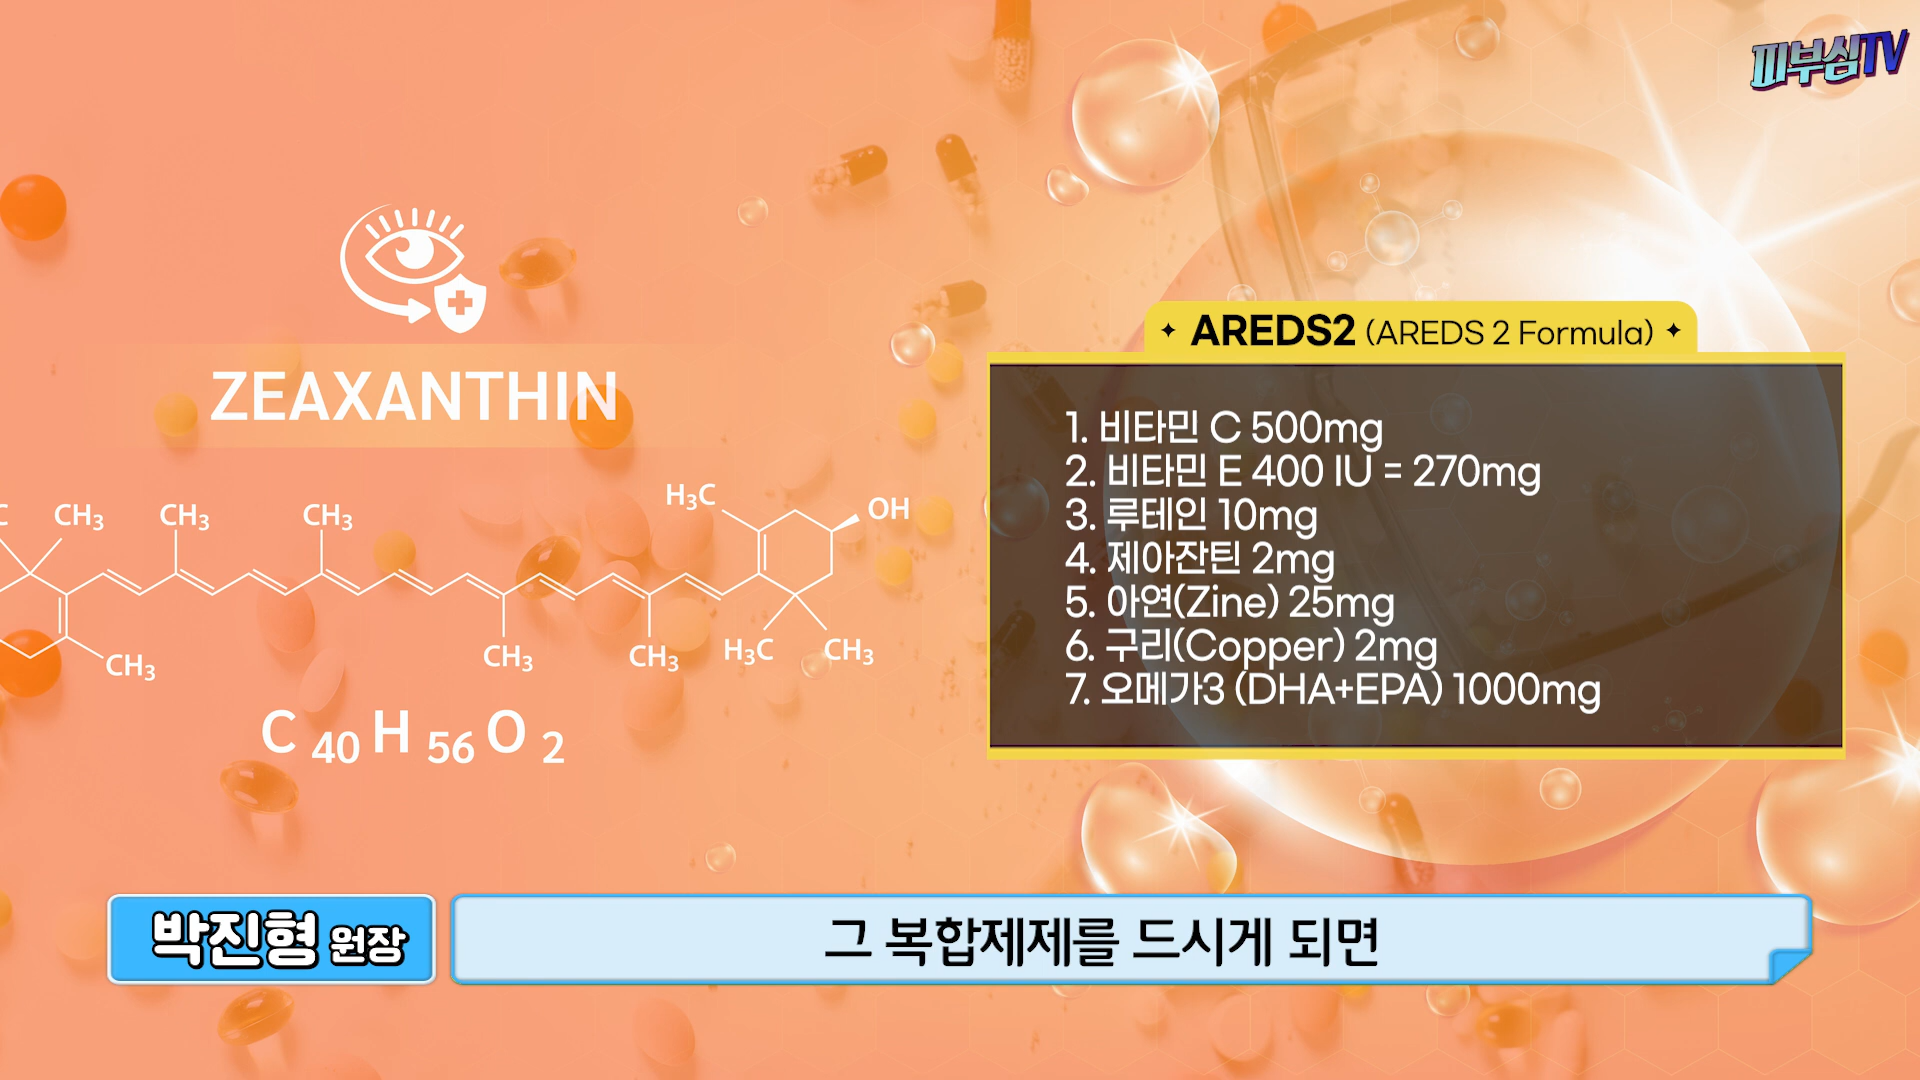 피부심TV
ZEAXANTHIN
CH₃ CH₃ CH₃ H₃C OH
CH₃ CH₃ CH₃ H₃C CH₃
C 40 H 56 O 2
AREDS2 (AREDS 2 Formula)
1. 비타민 C 500mg
2. 비타민 E 400 IU = 270mg
3. 루테인 10mg
4. 제아잔틴 2mg
5. 아연(Zine) 25mg
6. 구리(Copper) 2mg
7. 오메가3 (DHA+EPA) 1000mg
박진형 원장
그 복합제제를 드시게 되면